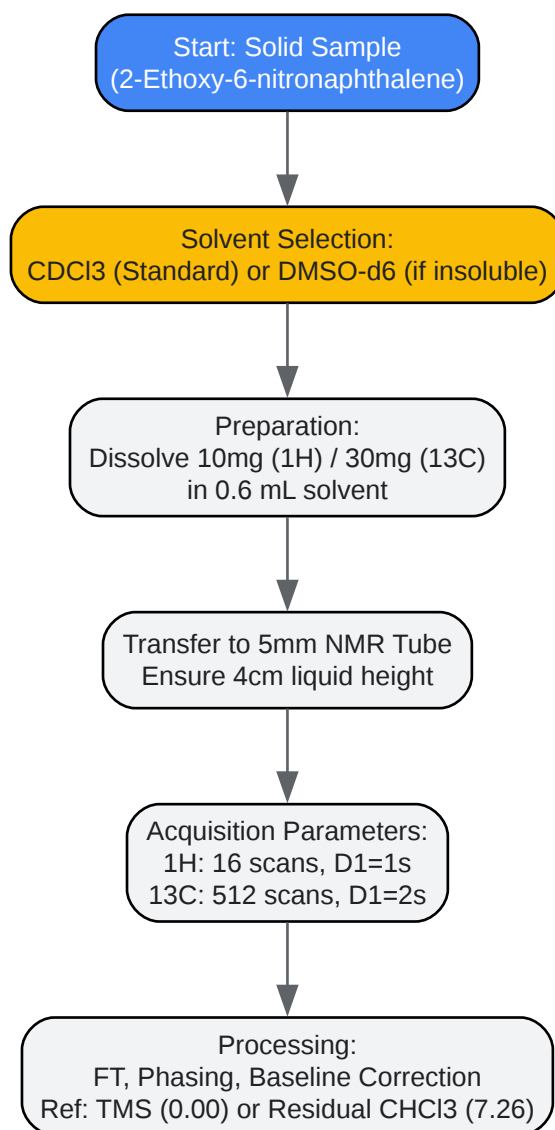 Start: Solid Sample
(2-Ethoxy-6-nitronaphthalene)
Solvent Selection:
CDCl3 (Standard) or DMSO-d6 (if insoluble)
Preparation:
Dissolve 10mg (1H) / 30mg (13C)
in 0.6 mL solvent
Transfer to 5mm NMR Tube
Ensure 4cm liquid height
Acquisition Parameters:
1H: 16 scans, D1=1s
13C: 512 scans, D1=2s
Processing:
FT, Phasing, Baseline Correction
Ref: TMS (0.00) or Residual CHCl3 (7.26)